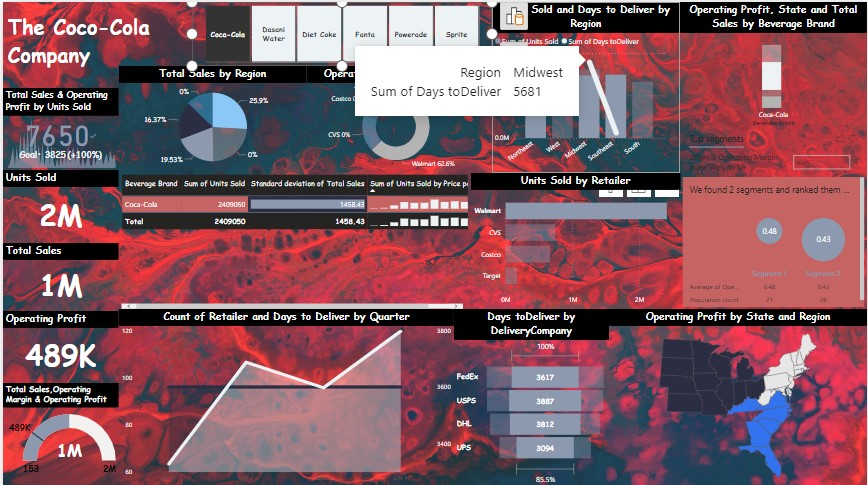 The Coco-Cola
Company
Coca-Cola
Dasani
Water
Diet Coke
Fanta
Powerade
Sprite
Sold and Days to Deliver by
Region
Sum of Units Sold
Sum of Days toDeliver
Operating Profit, State and Total
Sales by Beverage Brand
Region Midwest
Sum of Days toDeliver 5681
0.0M
Northeast
West
Midwest
Southeast
South
Coca-Cola
Beverage Brand
Top segments
Total Sales & Operating
Profit by Units Sold
7650
Goal: 3825 (+100%)
Total Sales by Region
0%
25.9%
16.37%
19.53%
0%
Costco 0
CVS 0%
Walmart 62.6%
Units Sold
2M
Total Sales
1M
Operating Profit
489K
Total Sales,Operating
Margin & Operating Profit
489K
1M
153
2M
Beverage Brand Sum of Units Sold Standard deviation of Total Sales Sum of Units Sold by Price p
Coca-Cola 2409050 1458.43
Total 2409050 1458.43
Units Sold by Retailer
Walmart
CVS
Costco
Target
0M 1M 2M
We found 2 segments and ranked them ...
0.48
0.43
Segment 1 Segment 2
Average of Ope... 0.48 0.43
Population count 21 26
Count of Retailer and Days to Deliver by Quarter
120
100
80
60
3800
3600
3400
Days toDeliver by
DeliveryCompany
100%
FedEx 3617
USPS 3887
DHL 3812
UPS 3094
85.5%
Operating Profit by State and Region